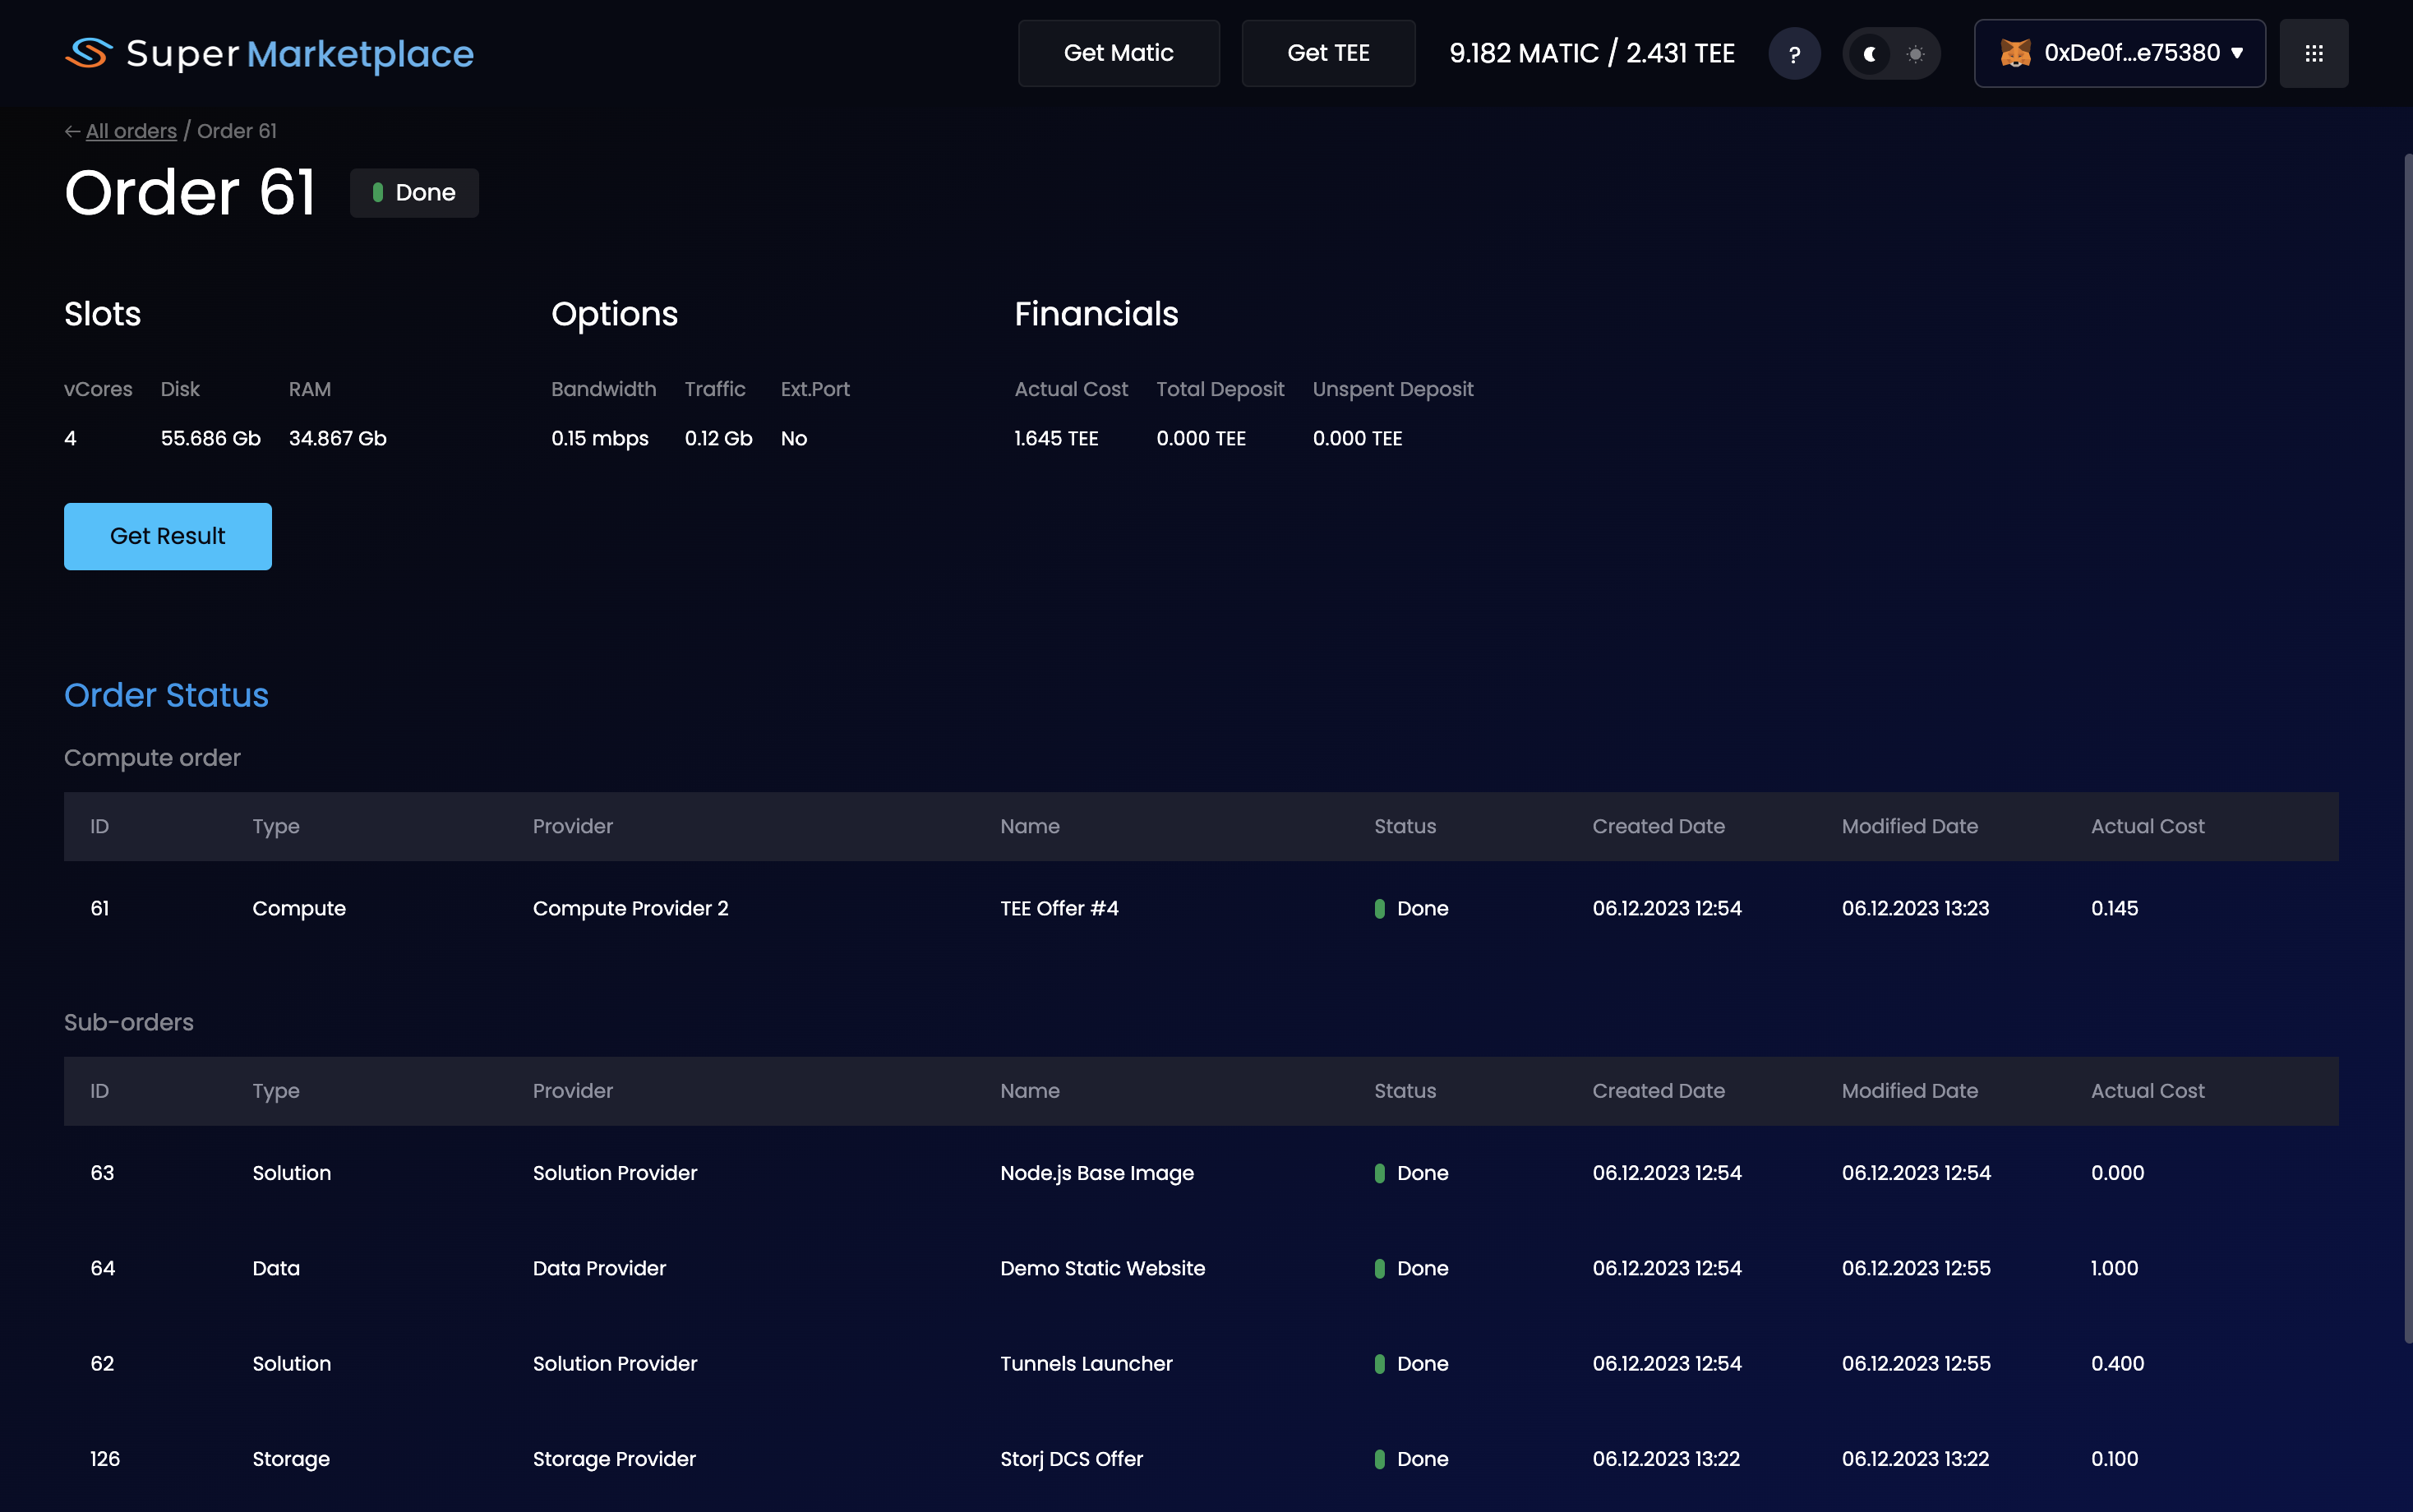 Super Marketplace
Get Matic
Get TEE
9.182 MATIC / 2.431 TEE
?
0xDe0f...e75380
← All orders / Order 61
Order 61
Done
Slots
Options
Financials
vCores Disk RAM
Bandwidth Traffic Ext.Port
Actual Cost Total Deposit Unspent Deposit
4 55.686 Gb 34.867 Gb
0.15 mbps 0.12 Gb No
1.645 TEE 0.000 TEE 0.000 TEE
Get Result
Order Status
Compute order
ID Type Provider Name Status Created Date Modified Date Actual Cost
61 Compute Compute Provider 2 TEE Offer #4 Done 06.12.2023 12:54 06.12.2023 13:23 0.145
Sub-orders
ID Type Provider Name Status Created Date Modified Date Actual Cost
63 Solution Solution Provider Node.js Base Image Done 06.12.2023 12:54 06.12.2023 12:54 0.000
64 Data Data Provider Demo Static Website Done 06.12.2023 12:54 06.12.2023 12:55 1.000
62 Solution Solution Provider Tunnels Launcher Done 06.12.2023 12:54 06.12.2023 12:55 0.400
126 Storage Storage Provider Storj DCS Offer Done 06.12.2023 13:22 06.12.2023 13:22 0.100